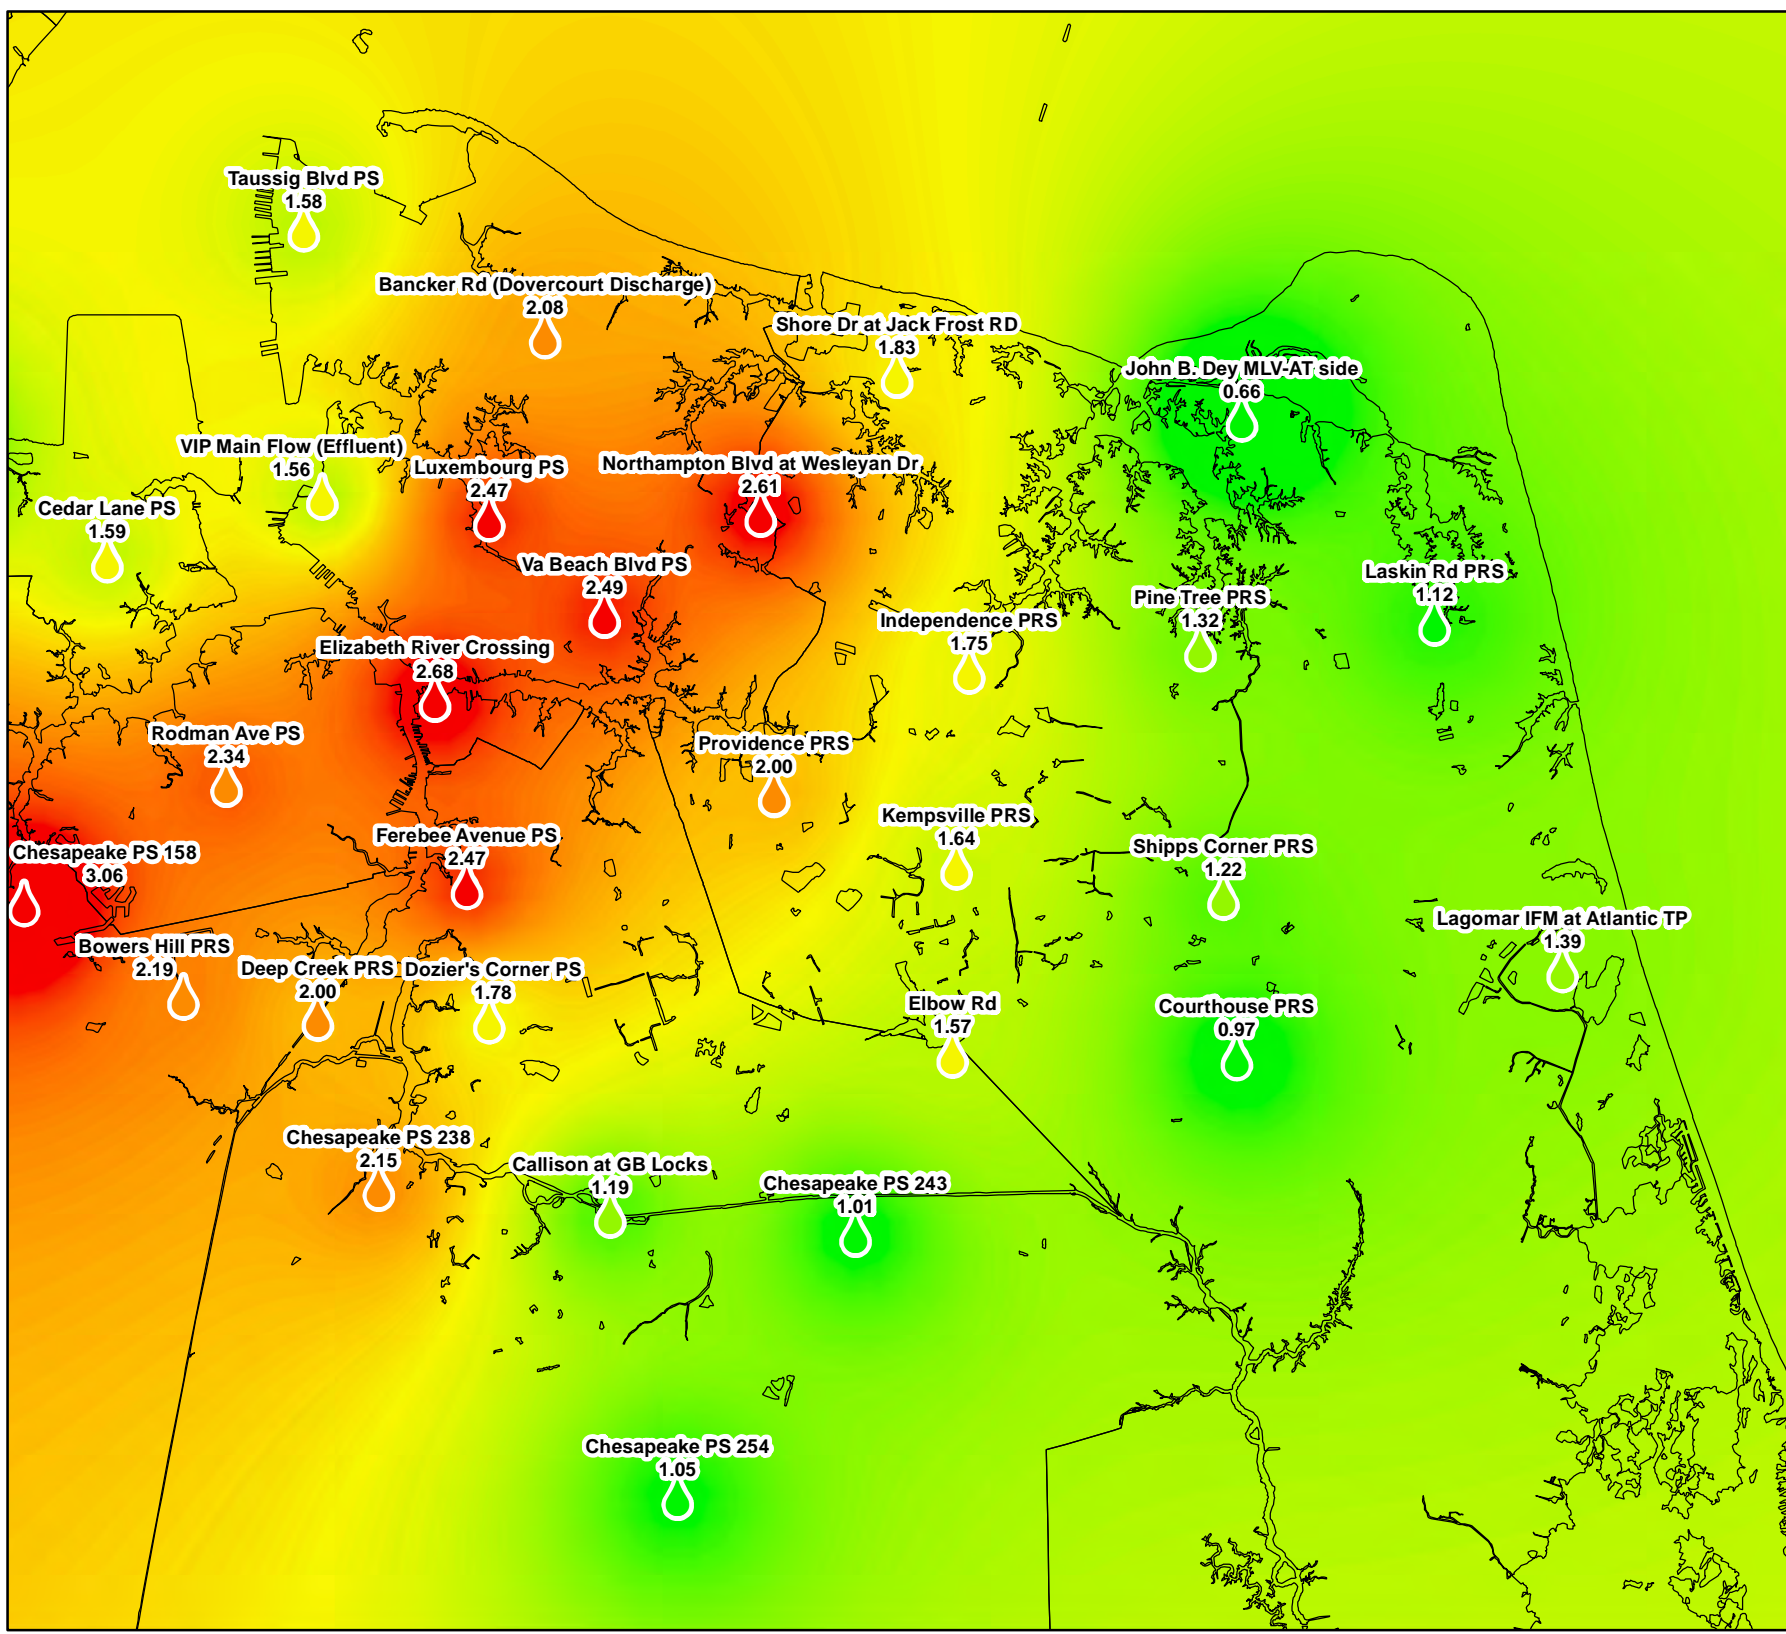 Taussig Blvd PS
1.58
Bancker Rd (Dovercourt Discharge)
2.08
Shore Dr at Jack Frost RD
1.83
John B. Dey MLV-AT side
0.66
VIP Main Flow (Effluent)
1.56
Luxembourg PS
2.47
Northampton Blvd at Wesleyan Dr
2.61
Cedar Lane PS
1.59
Va Beach Blvd PS
2.49
Laskin Rd PRS
1.12
Pine Tree PRS
1.32
Independence PRS
1.75
Elizabeth River Crossing
2.68
Rodman Ave PS
2.34
Providence PRS
2.00
Kempsville PRS
1.64
Ferebee Avenue PS
2.47
Shipps Corner PRS
1.22
Chesapeake PS 158
3.06
Lagomar IFM at Atlantic TP
1.39
Bowers Hill PRS
2.19
Deep Creek PRS
2.00
Dozier's Corner PS
1.78
Elbow Rd
1.57
Courthouse PRS
0.97
Chesapeake PS 238
2.15
Callison at GB Locks
1.19
Chesapeake PS 243
1.01
Chesapeake PS 254
1.05